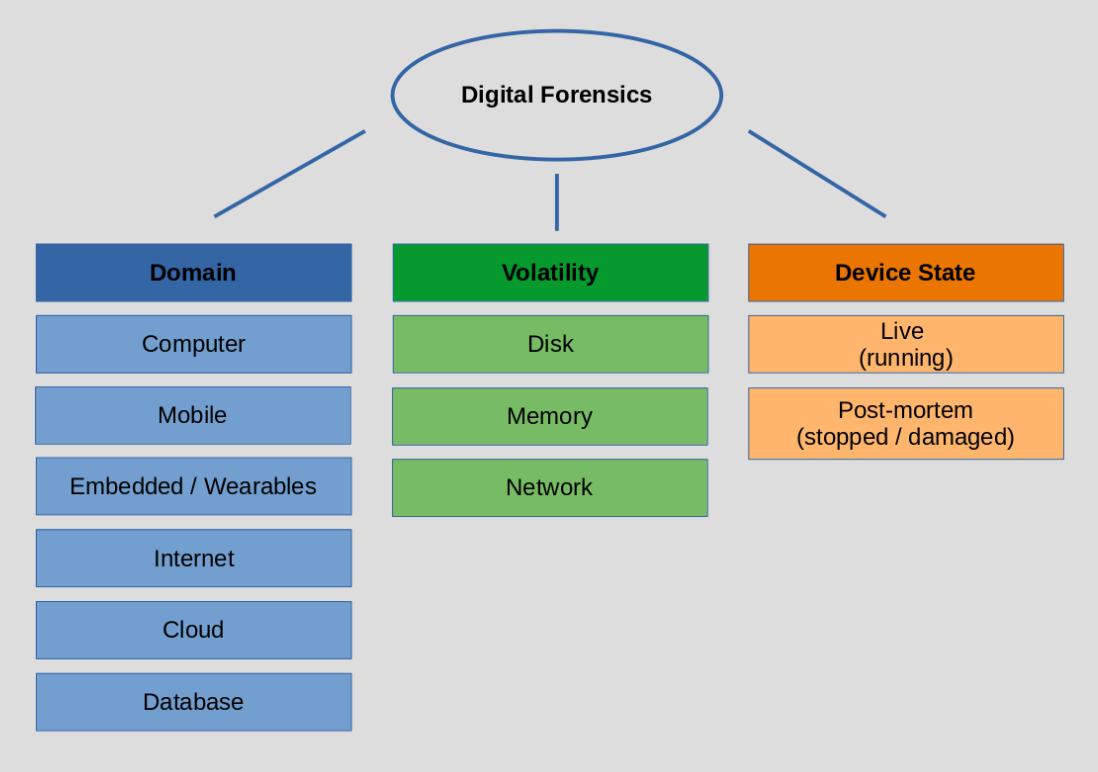 Digital Forensics
Domain
Computer
Mobile
Embedded / Wearables
Internet
Cloud
Database
Volatility
Disk
Memory
Network
Device State
Live
(running)
Post-mortem
(stopped / damaged)